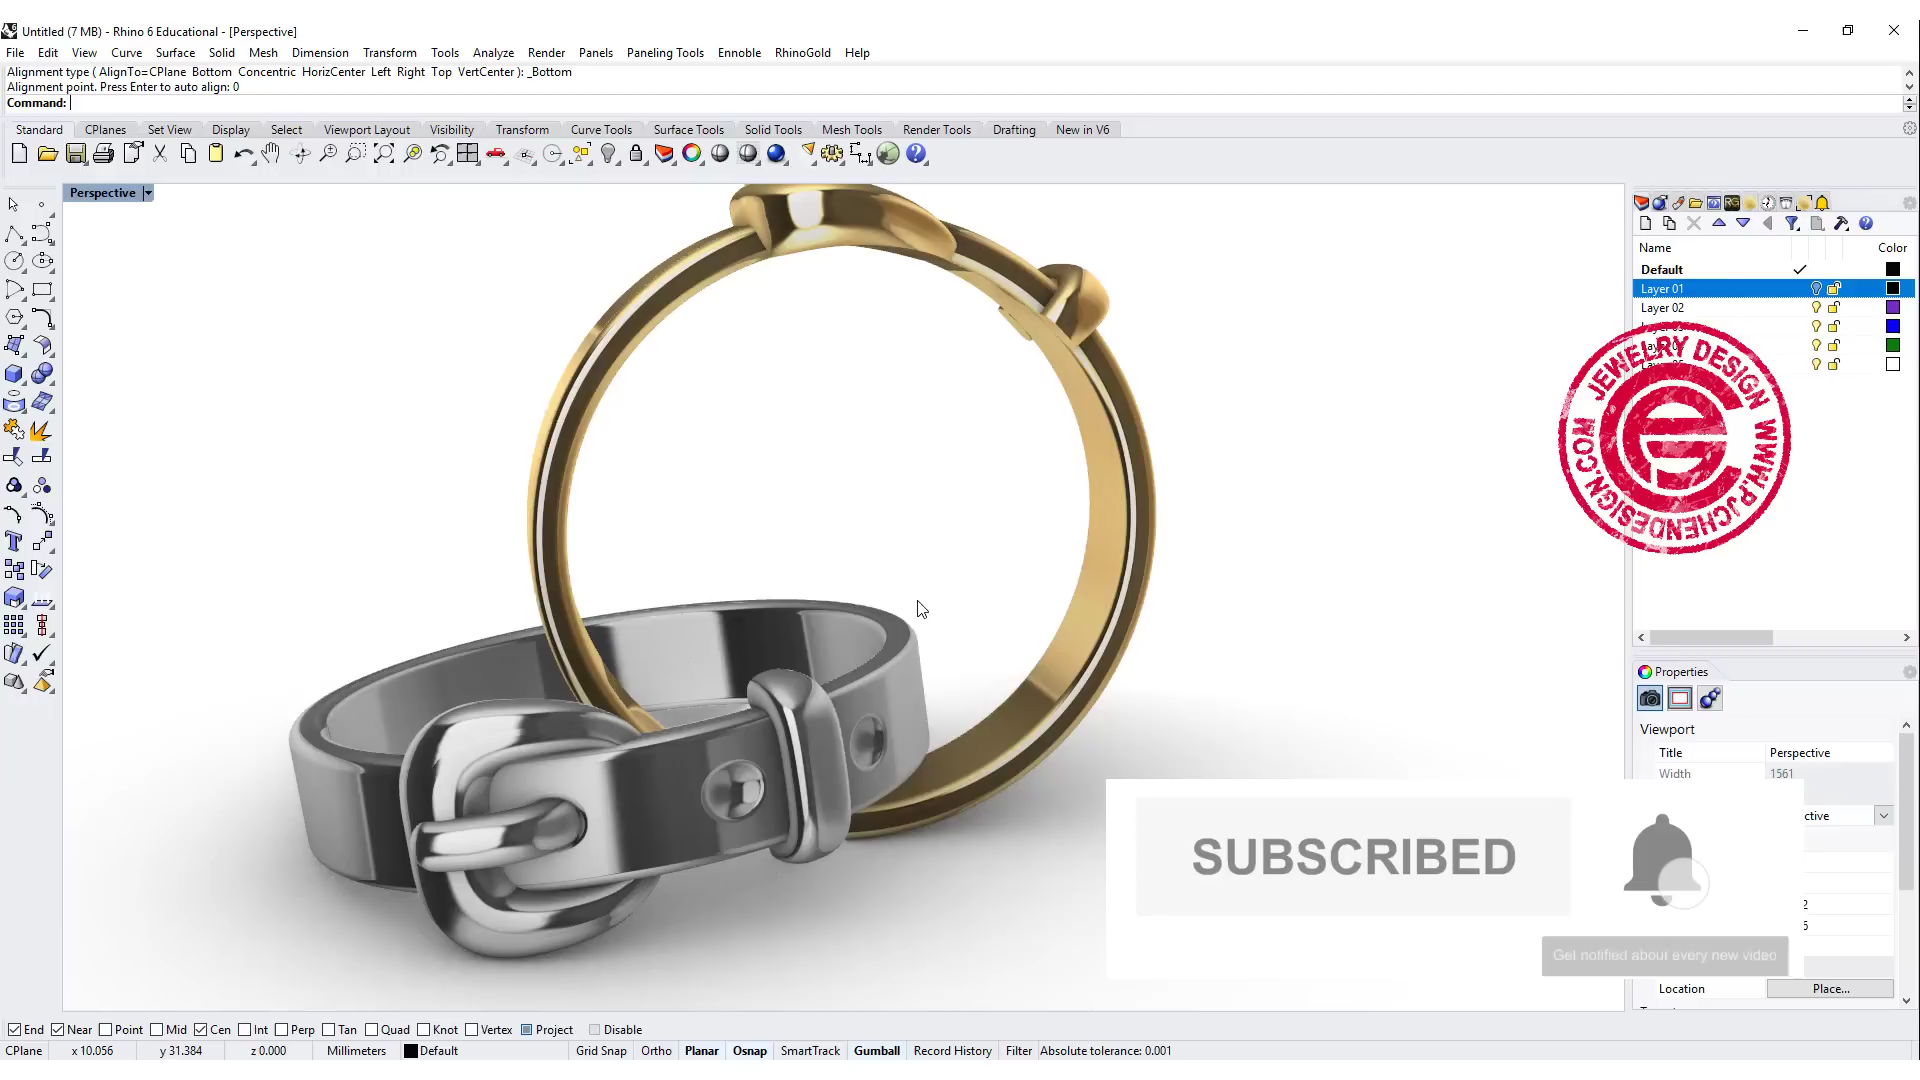 Untitled (7 MB) - Rhino 6 Educational - [Perspective]
File Edit View Curve Surface Solid Mesh Dimension Transform Tools Analyze Render Panels Paneling Tools Ennoble RhinoGold Help
Alignment type ( AlignTo=CPlane Bottom Concentric HorizCenter Left Right Top VertCenter ): _Bottom
Alignment point. Press Enter to auto align: 0
Command:
Standard CPlanes Set View Display Select Viewport Layout Visibility Transform Curve Tools Surface Tools Solid Tools Mesh Tools Render Tools Drafting New in V6
Perspective
RG
Name Color
Default
Layer 01
Layer 02
JEWELRY DESIGN WWW.PJCHENDESIGN.COM
Properties
Viewport
Title Perspective
Width 1561
ctive
SUBSCRIBED
2
6
Get notified about every new video
Location Place...
End Near Point Mid Cen Int Perp Tan Quad Knot Vertex Project Disable
CPlane x 10.056 y 31.384 z 0.000 Millimeters Default Grid Snap Ortho Planar Osnap SmartTrack Gumball Record History Filter Absolute tolerance: 0.001